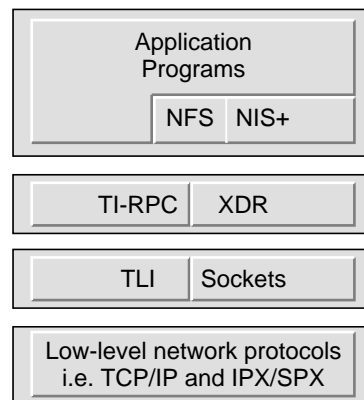 Application
Programs
NFS NIS+
TI-RPC XDR
TLI Sockets
Low-level network protocols
i.e. TCP/IP and IPX/SPX